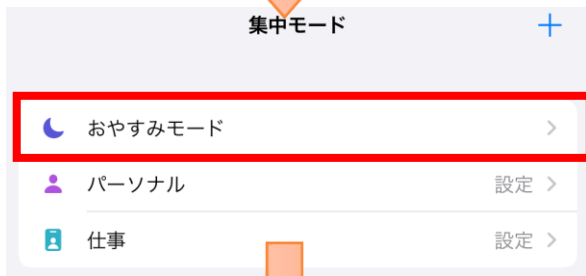 集中モード
おやすみモード
パーソナル 設定
仕事 設定